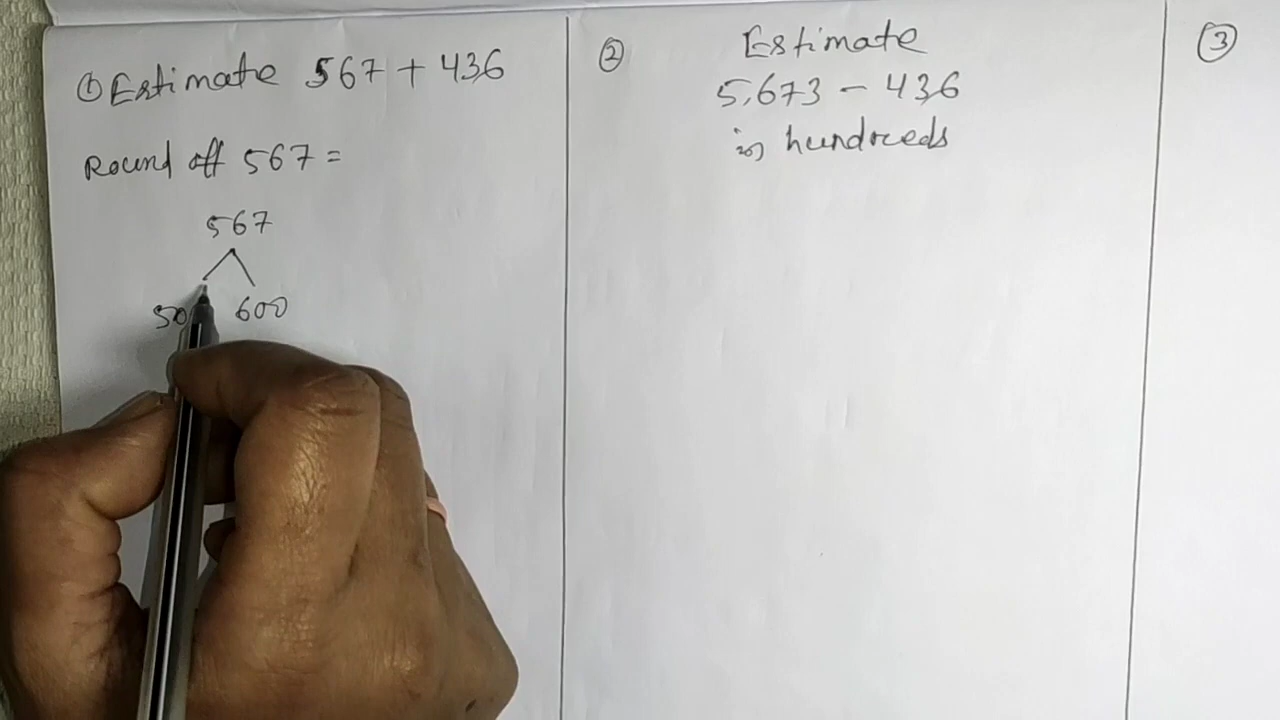 ① Estimate 567 + 436
Round off 567 =
567
600
②
Estimate
5,673 - 436
in hundreds
③